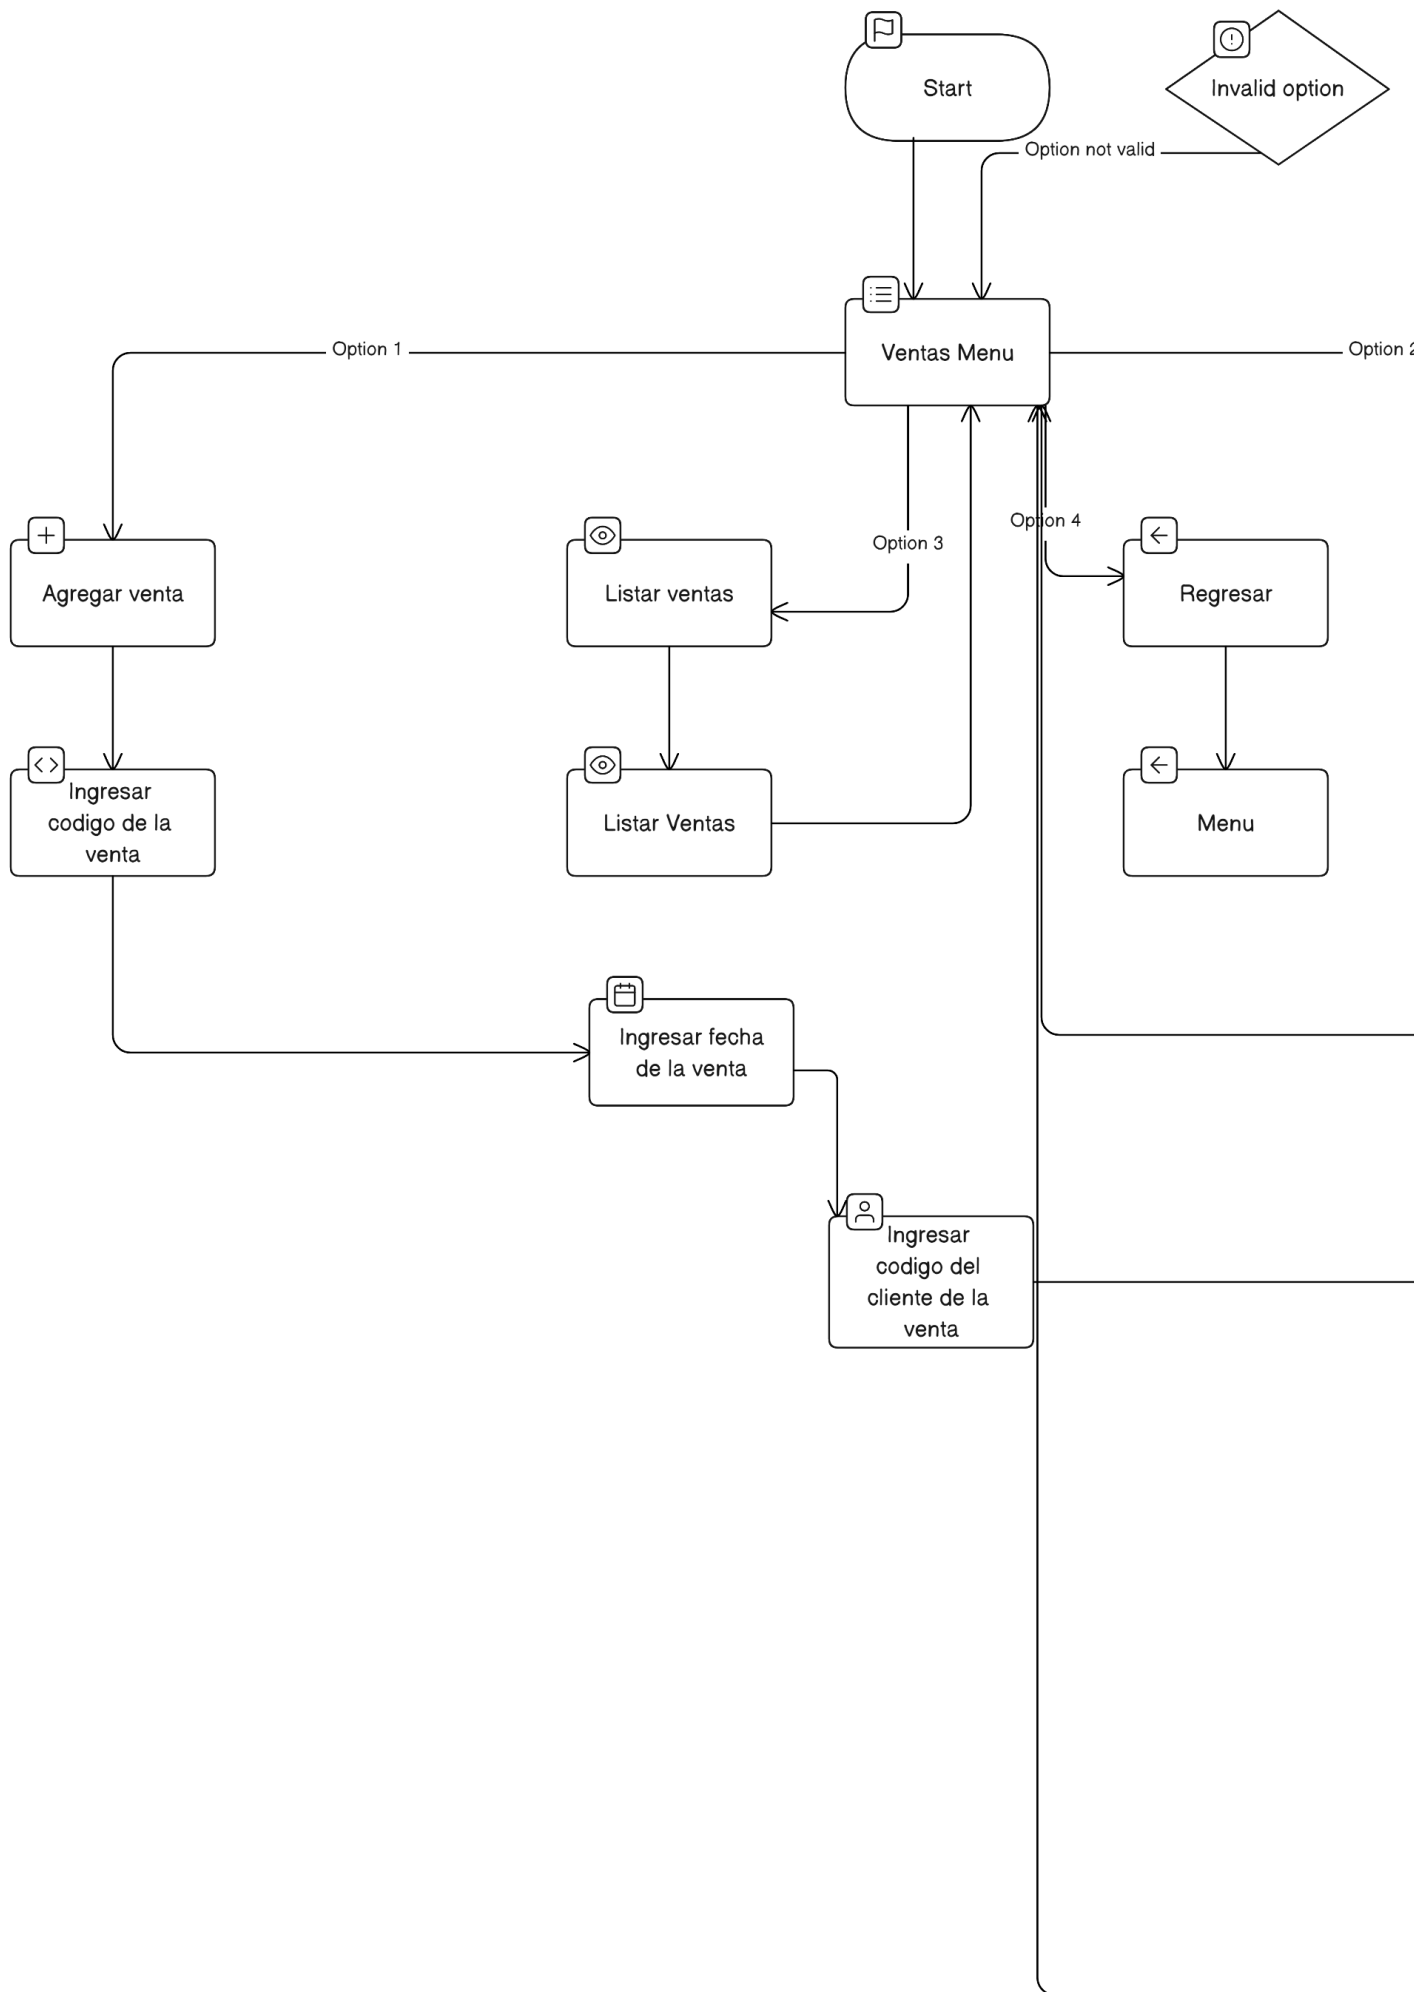 Start
Invalid option
Option not valid
Option 1
Ventas Menu
Option 2
Option 4
Option 3
Agregar venta
Listar ventas
Regresar
Ingresar
codigo de la
venta
Listar Ventas
Menu
Ingresar fecha
de la venta
Ingresar
codigo del
cliente de la
venta